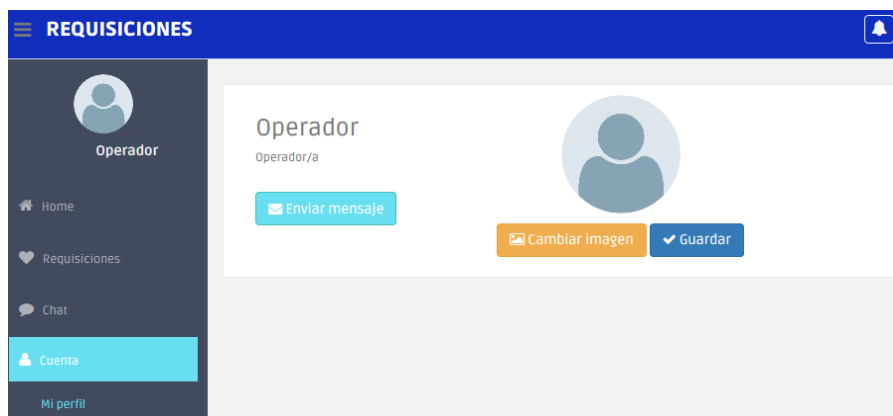 REQUISICIONES
Operador
Home
Requisiciones
Chat
Cuenta
Mi perfil
Operador
Operador/a
Enviar mensaje
Cambiar imagen
Guardar